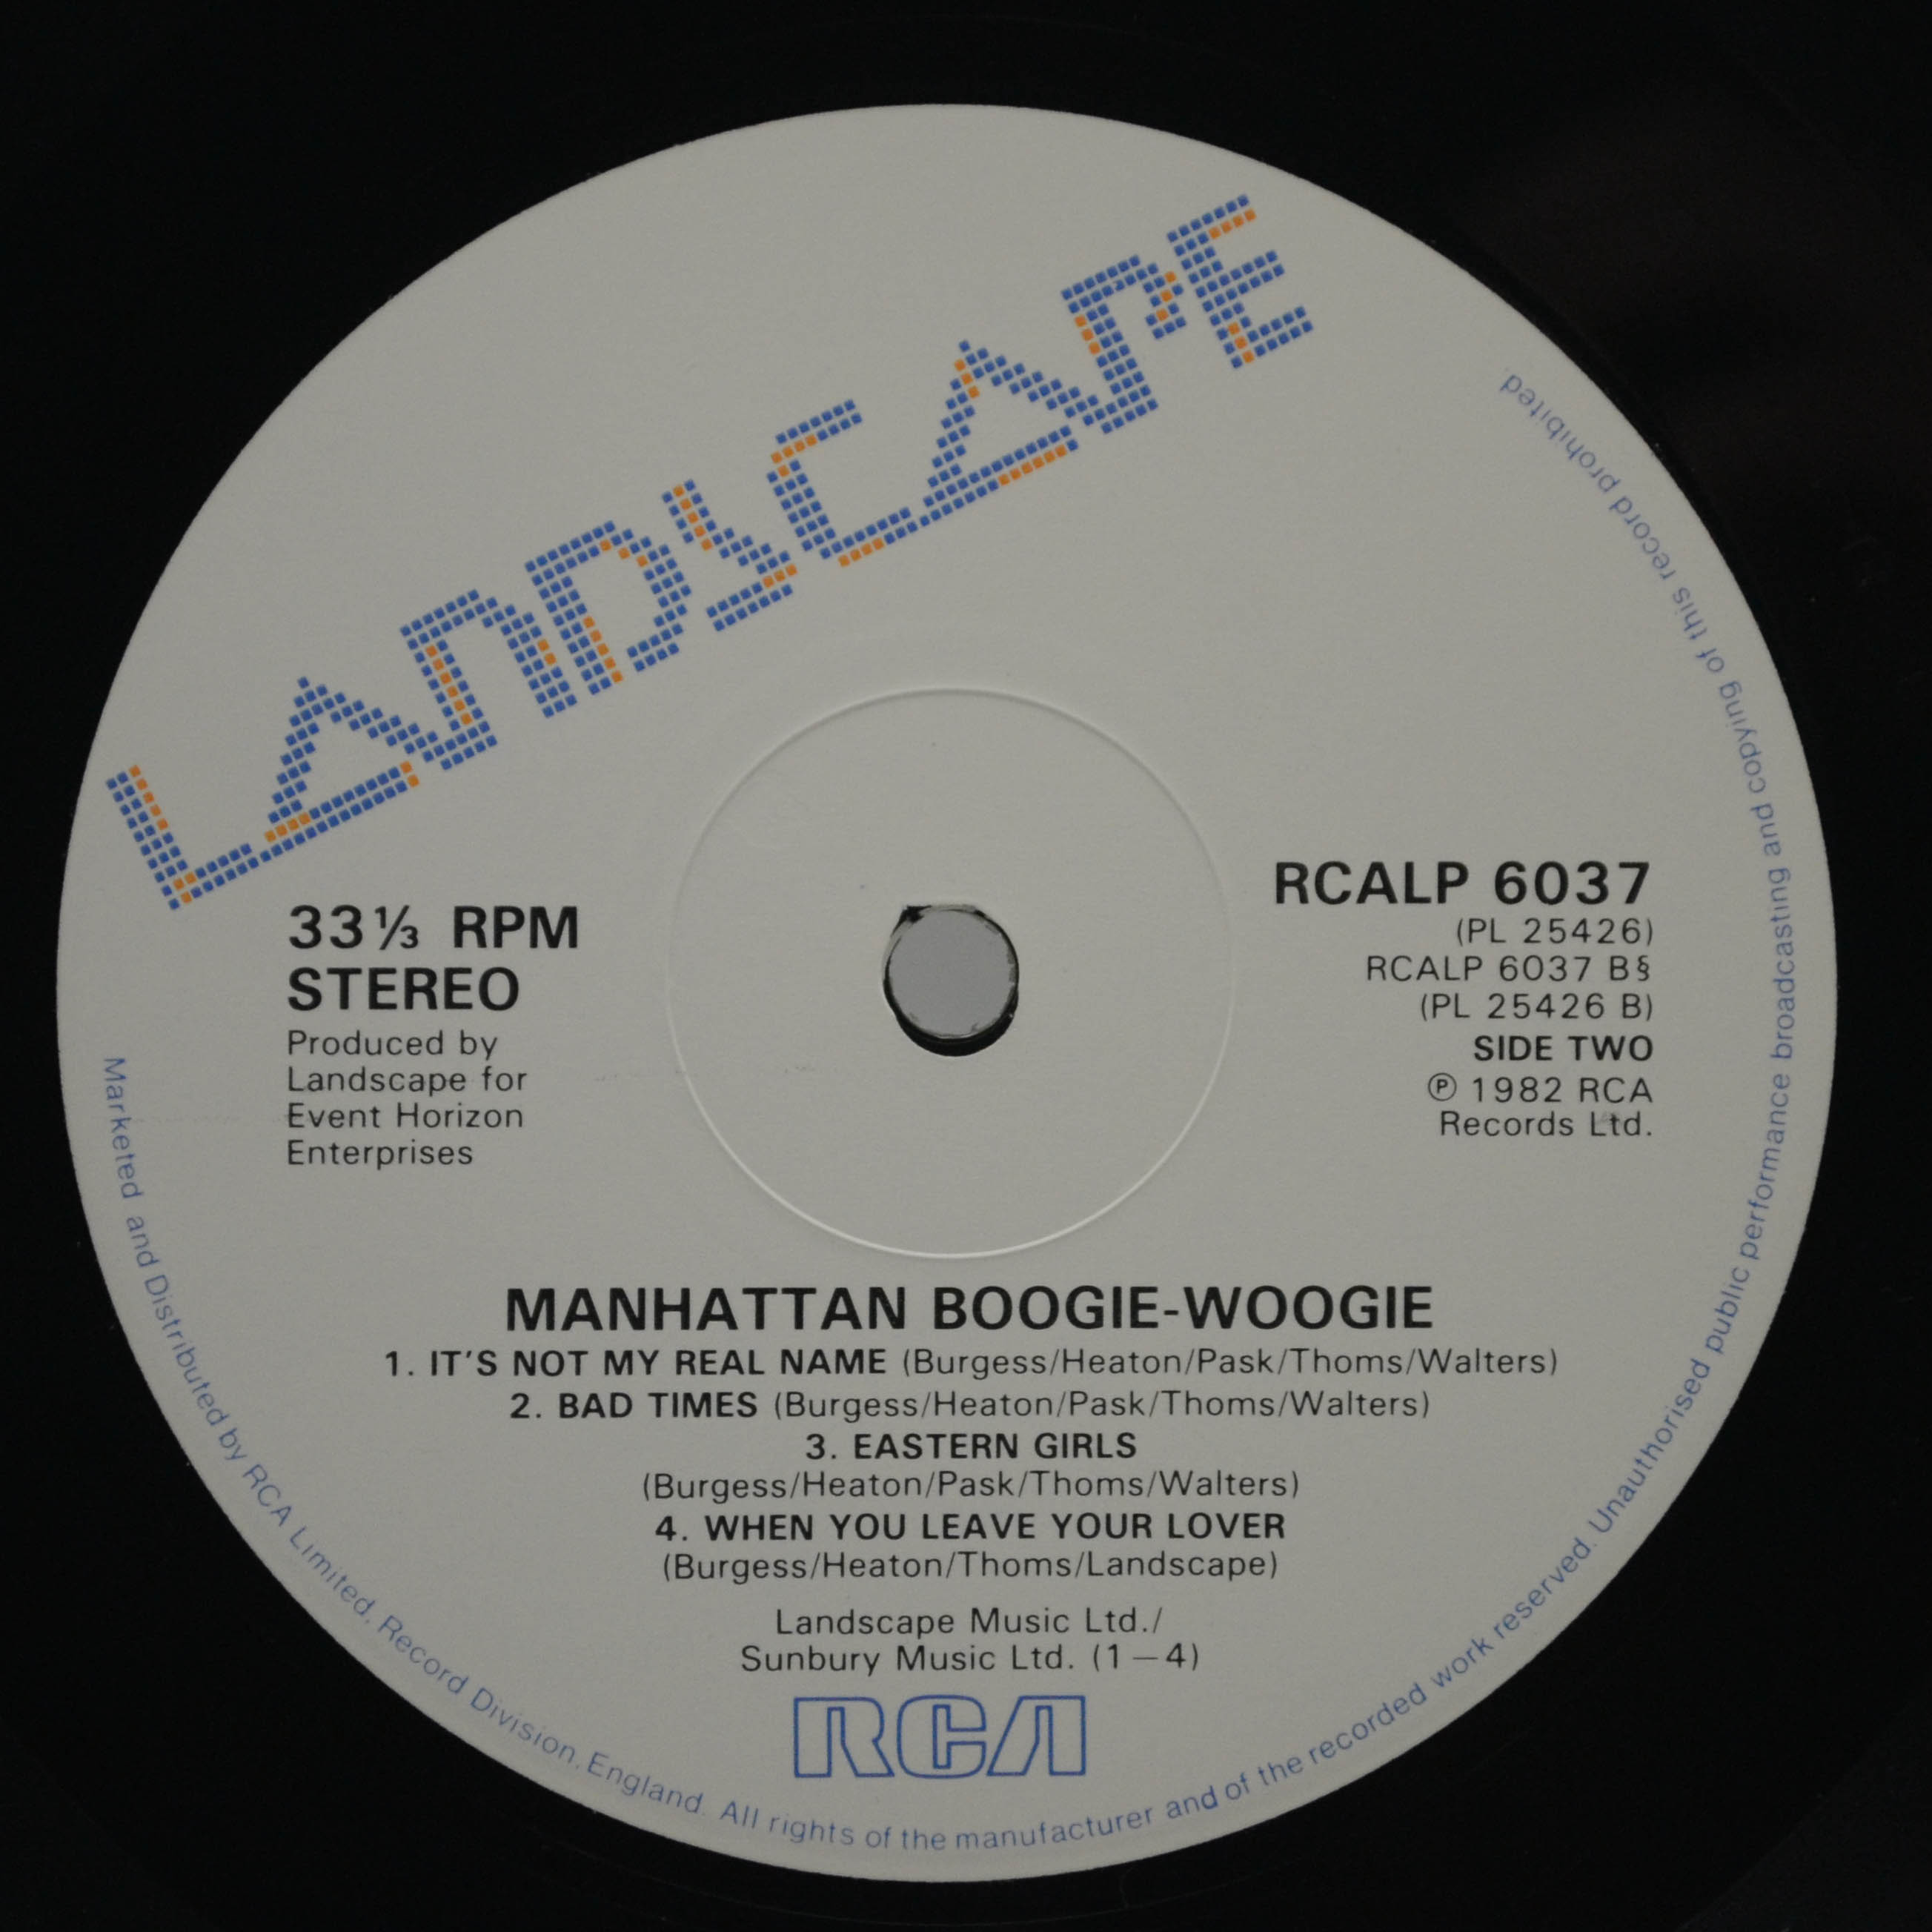 LANDSCAPE
33⅓ RPM
STEREO
Produced by
Landscape for
Event Horizon
Enterprises
RCALP 6037
(PL 25426)
RCALP 6037 B§
(PL 25426 B)
SIDE TWO
℗ 1982 RCA
Records Ltd.
MANHATTAN BOOGIE-WOOGIE
1. IT'S NOT MY REAL NAME (Burgess/Heaton/Pask/Thoms/Walters)
2. BAD TIMES (Burgess/Heaton/Pask/Thoms/Walters)
3. EASTERN GIRLS
(Burgess/Heaton/Pask/Thoms/Walters)
4. WHEN YOU LEAVE YOUR LOVER
(Burgess/Heaton/Thoms/Landscape)
Landscape Music Ltd./
Sunbury Music Ltd. (1–4)
RCA
Marketed and Distributed by RCA Limited, Record Division, England. All rights of the manufacturer and of the recorded work reserved. Unauthorised public performance broadcasting and copying of this record prohibited.